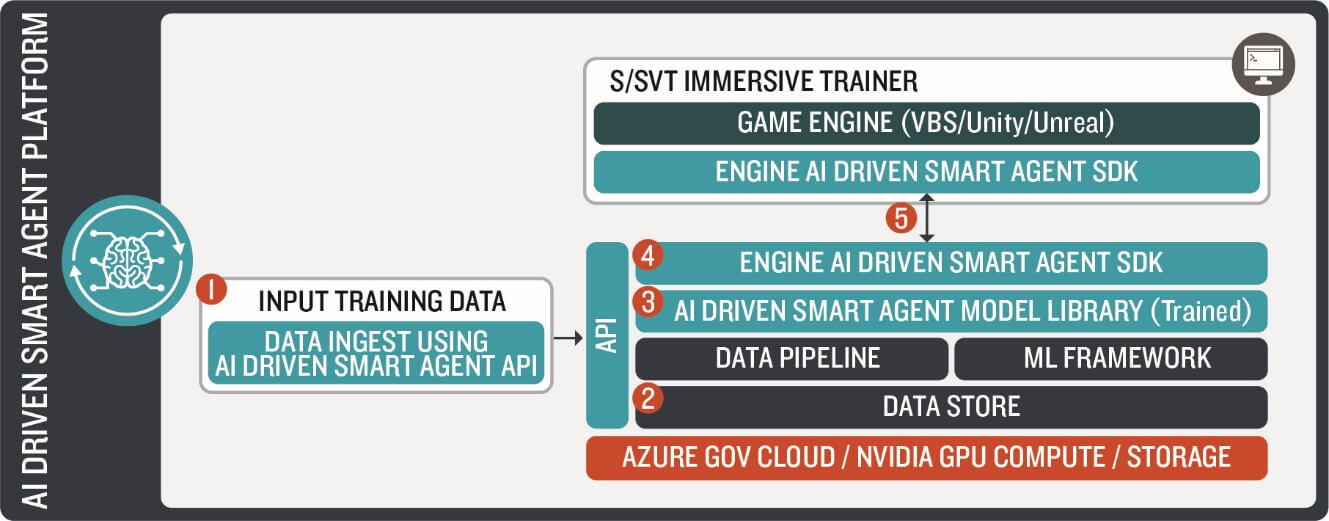 AI DRIVEN SMART AGENT PLATFORM
S/SVT IMMERSIVE TRAINER
GAME ENGINE (VBS/Unity/Unreal)
ENGINE AI DRIVEN SMART AGENT SDK
5
1
INPUT TRAINING DATA
DATA INGEST USING
AI DRIVEN SMART AGENT API
API
4
ENGINE AI DRIVEN SMART AGENT SDK
3
AI DRIVEN SMART AGENT MODEL LIBRARY (Trained)
DATA PIPELINE
ML FRAMEWORK
2
DATA STORE
AZURE GOV CLOUD / NVIDIA GPU COMPUTE / STORAGE